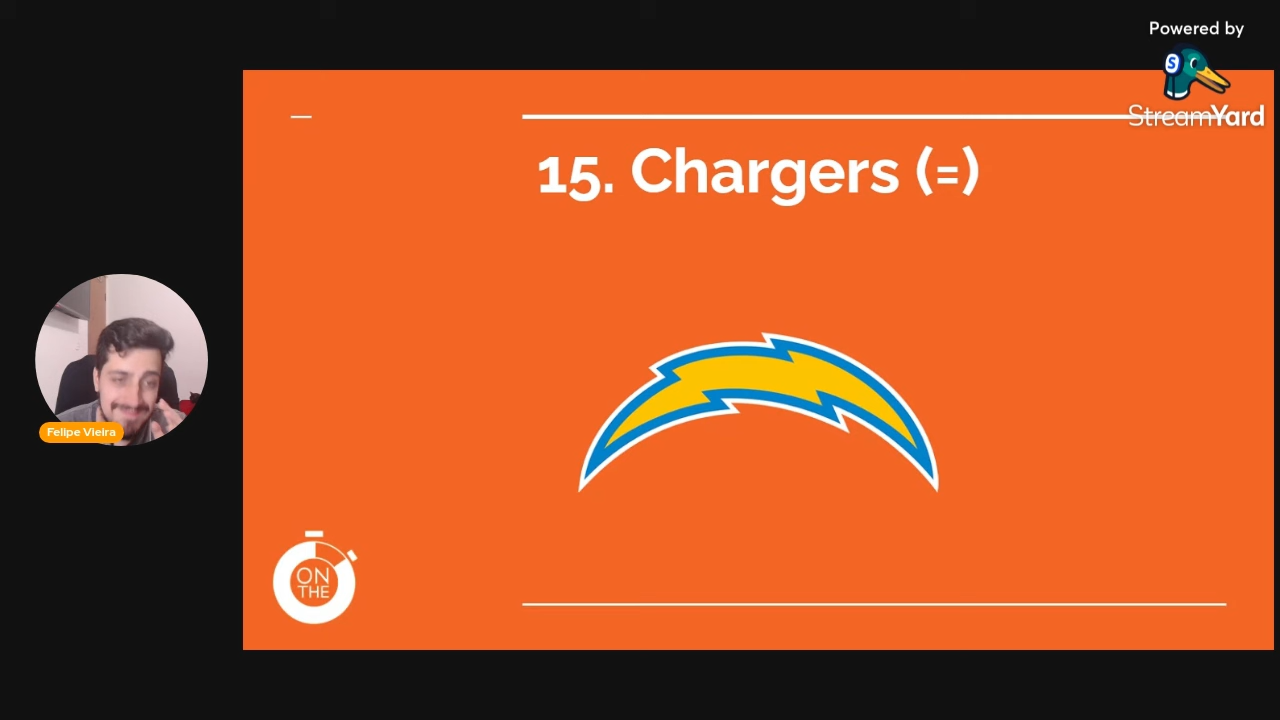 Powered by
S
StreamYard
15. Chargers (=)
Felipe Vieira
ON
THE